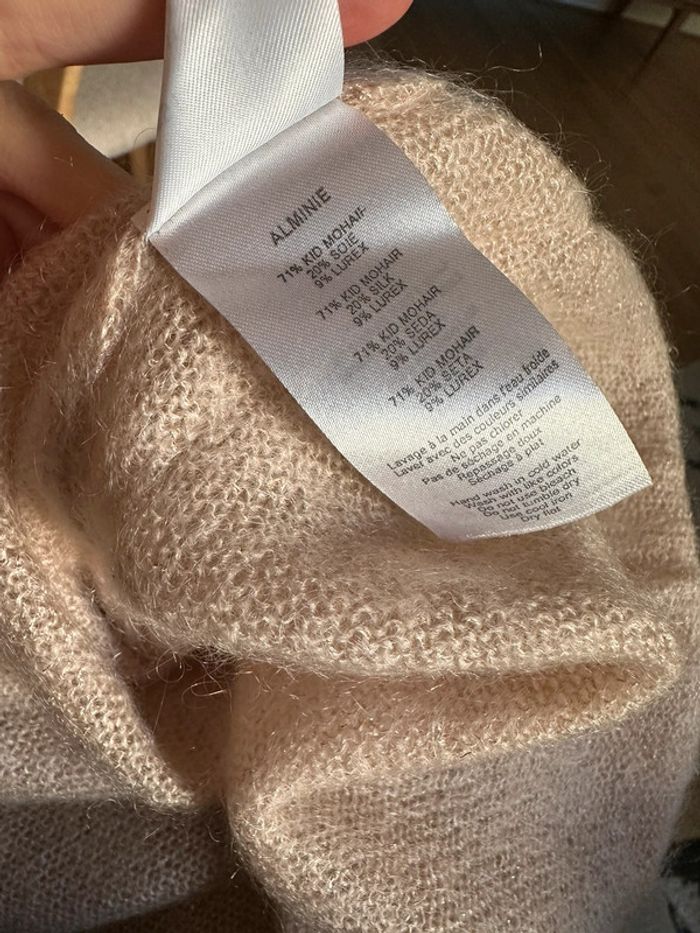 ALMINIE
71% KID MOHAIR
20% SOIE
9% LUREX
71% KID MOHAIR
20% SILK
9% LUREX
71% KID MOHAIR
20% SEDA
9% LUREX
71% KID MOHAIR
20% SETA
9% LUREX
Lavage à la main dans l'eau froide
Laver avec des couleurs similaires
Ne pas chlorer
Pas de séchage en machine
Repassage doux
Séchage à plat
Hand wash in cold water
Wash with like colors
Do not use bleach
Do not tumble dry
Use cool iron
Dry flat